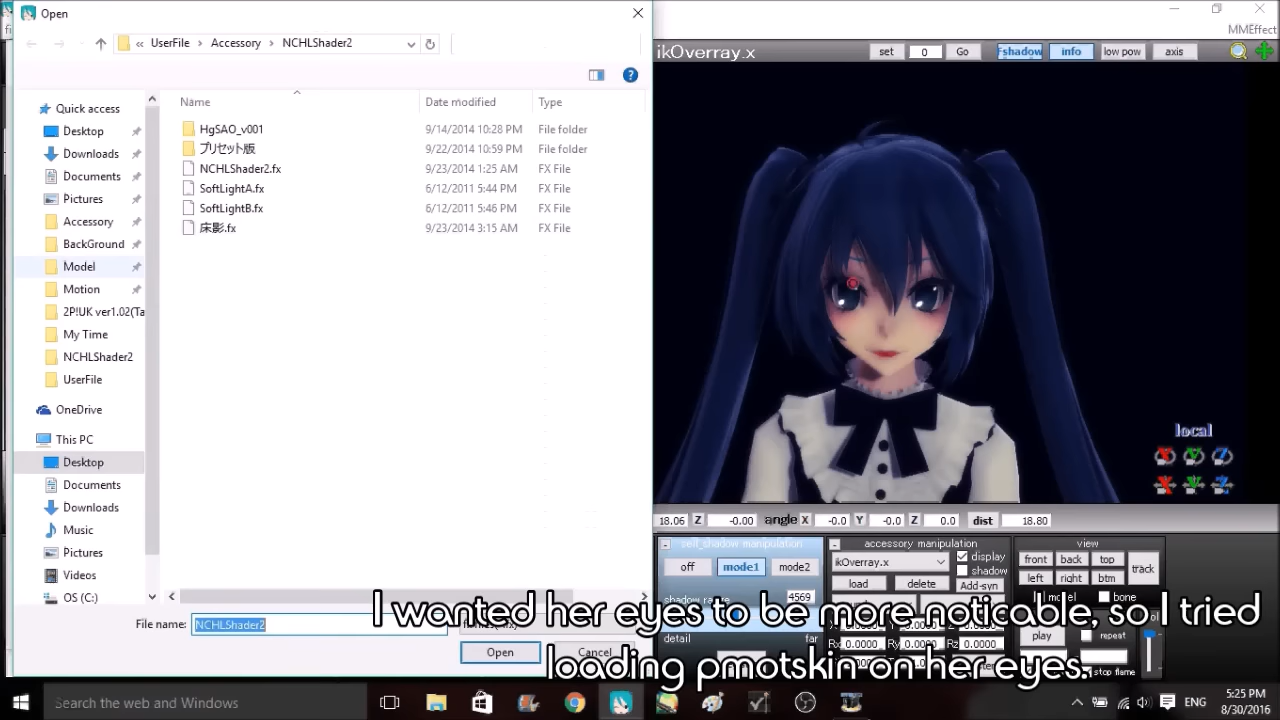 Open
MMEffect
« UserFile > Accessory > NCHLShader2
ikOverray.x
set
0
Go
info
low pow
axis
Name
Date modified
Type
Quick access
Desktop
Downloads
Documents
Pictures
Accessory
BackGround
Model
Motion
2P!UK ver1.02(Ta
My Time
NCHLShader2
UserFile
OneDrive
This PC
Desktop
Documents
Downloads
Music
Pictures
Videos
OS (C:)
HgSAO_v001 9/14/2014 10:28 PM File folder
プリセット版 9/22/2014 10:59 PM File folder
NCHLShader2.fx 9/23/2014 1:25 AM FX File
SoftLightA.fx 6/12/2011 5:44 PM FX File
SoftLightB.fx 6/12/2011 5:46 PM FX File
床影.fx 9/23/2014 3:15 AM FX File
local
X Y Z
X Y Z
18.06 Z -0.00 angle X -0.0 Y -0.0 Z 0.0 dist 18.80
self_shadow manipulation
off
mode1
mode2
shadow range
4569
detail
far
accessory manipulation
ikOverray.x
display
shadow
load
delete
Add-syn
0.0000
view
front
back
top
left
right
btm
track
model
bone
play
repeat
stop flame
File name:
NCHLShader2
Open
Cancel
I wanted her eyes to be more noticable, so I tried
loading pmotskin on her eyes.
Search the web and Windows
ENG
5:25 PM
8/30/2016